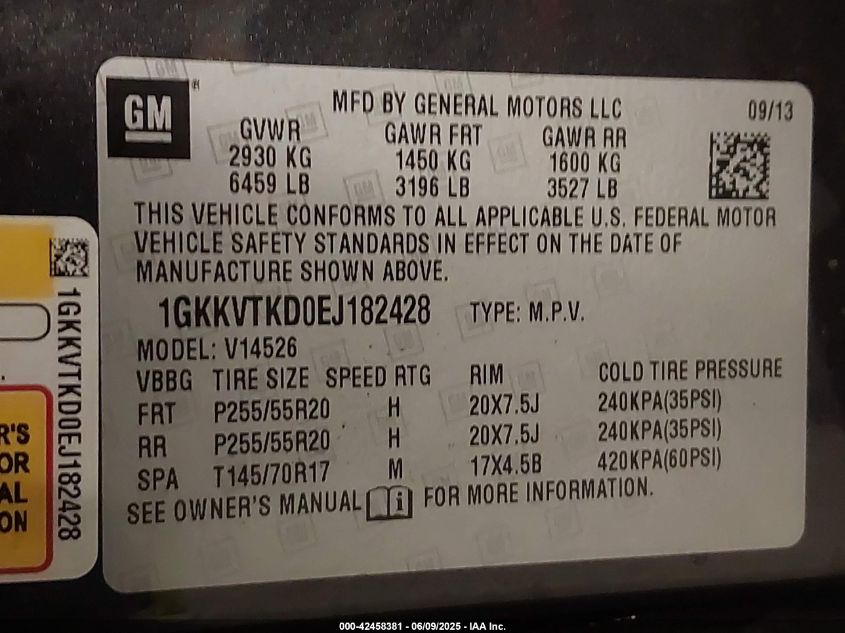 GM
MFD BY GENERAL MOTORS LLC
09/13
GVWR GAWR FRT GAWR RR
2930 KG 1450 KG 1600 KG
6459 LB 3196 LB 3527 LB
THIS VEHICLE CONFORMS TO ALL APPLICABLE U.S. FEDERAL MOTOR
VEHICLE SAFETY STANDARDS IN EFFECT ON THE DATE OF
MANUFACTURE SHOWN ABOVE.
1GKKVTKD0EJ182428 TYPE: M.P.V.
MODEL: V14526
VBBG TIRE SIZE SPEED RTG RIM COLD TIRE PRESSURE
FRT P255/55R20 H 20X7.5J 240KPA(35PSI)
RR P255/55R20 H 20X7.5J 240KPA(35PSI)
SPA T145/70R17 M 17X4.5B 420KPA(60PSI)
SEE OWNER'S MANUAL FOR MORE INFORMATION.
1GKKVTKD0EJ182428
R'S
OR
AL
ON
000-42458381 - 06/09/2025 - IAA Inc.